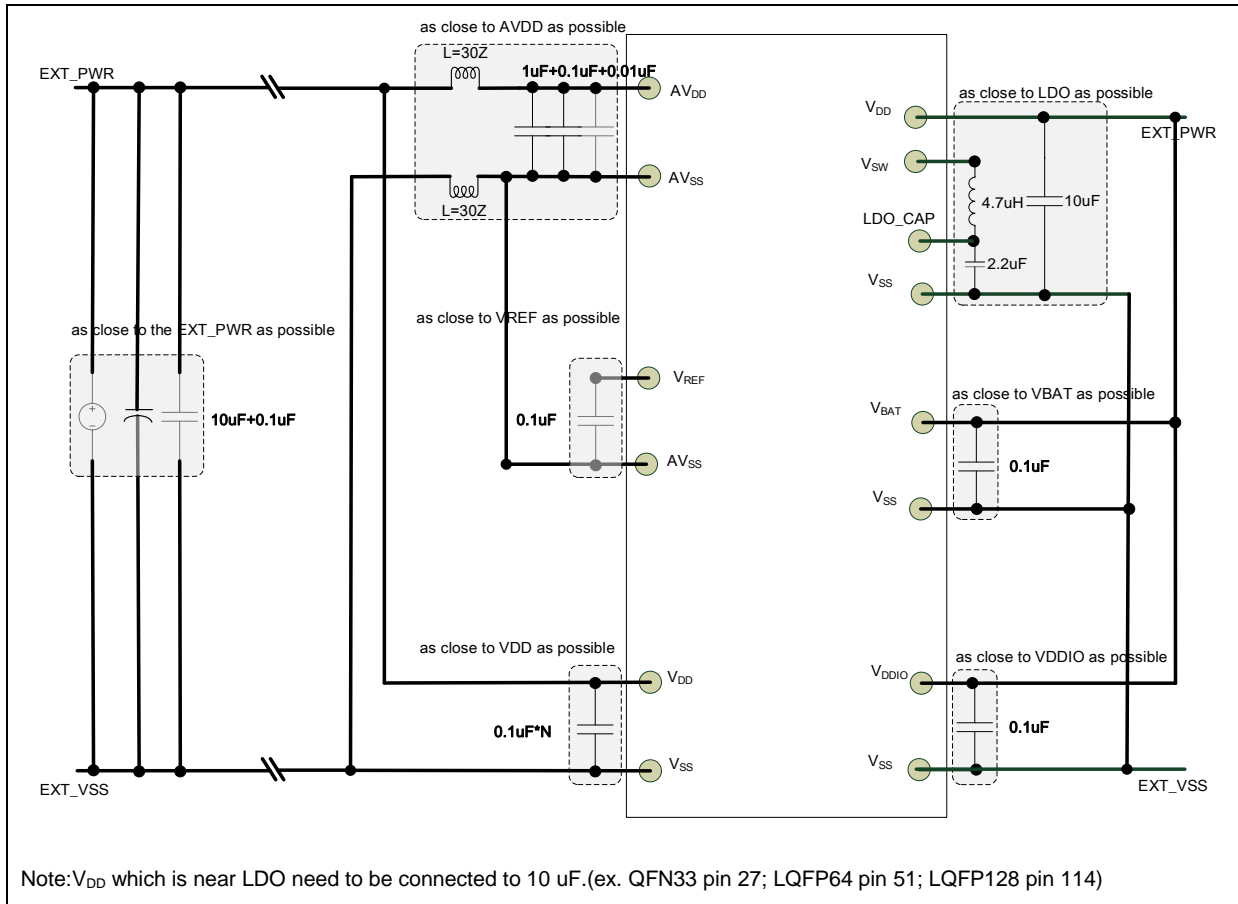 as close to AVDD as possible
L=30Z
EXT_PWR
1uF+0.1uF+0.01uF
AVDD
as close to LDO as possible
VDD
EXT_PWR
VSW
AVSS
L=30Z
4.7uH
10uF
LDO_CAP
2.2uF
VSS
as close to the EXT_PWR as possible
as close to VREF as possible
VREF
as close to VBAT as possible
VBAT
10uF+0.1uF
0.1uF
AVSS
0.1uF
VSS
as close to VDD as possible
as close to VDDIO as possible
VDD
VDDIO
0.1uF*N
0.1uF
VSS
VSS
EXT_VSS
EXT_VSS
Note:VDD which is near LDO need to be connected to 10 uF.(ex. QFN33 pin 27; LQFP64 pin 51; LQFP128 pin 114)